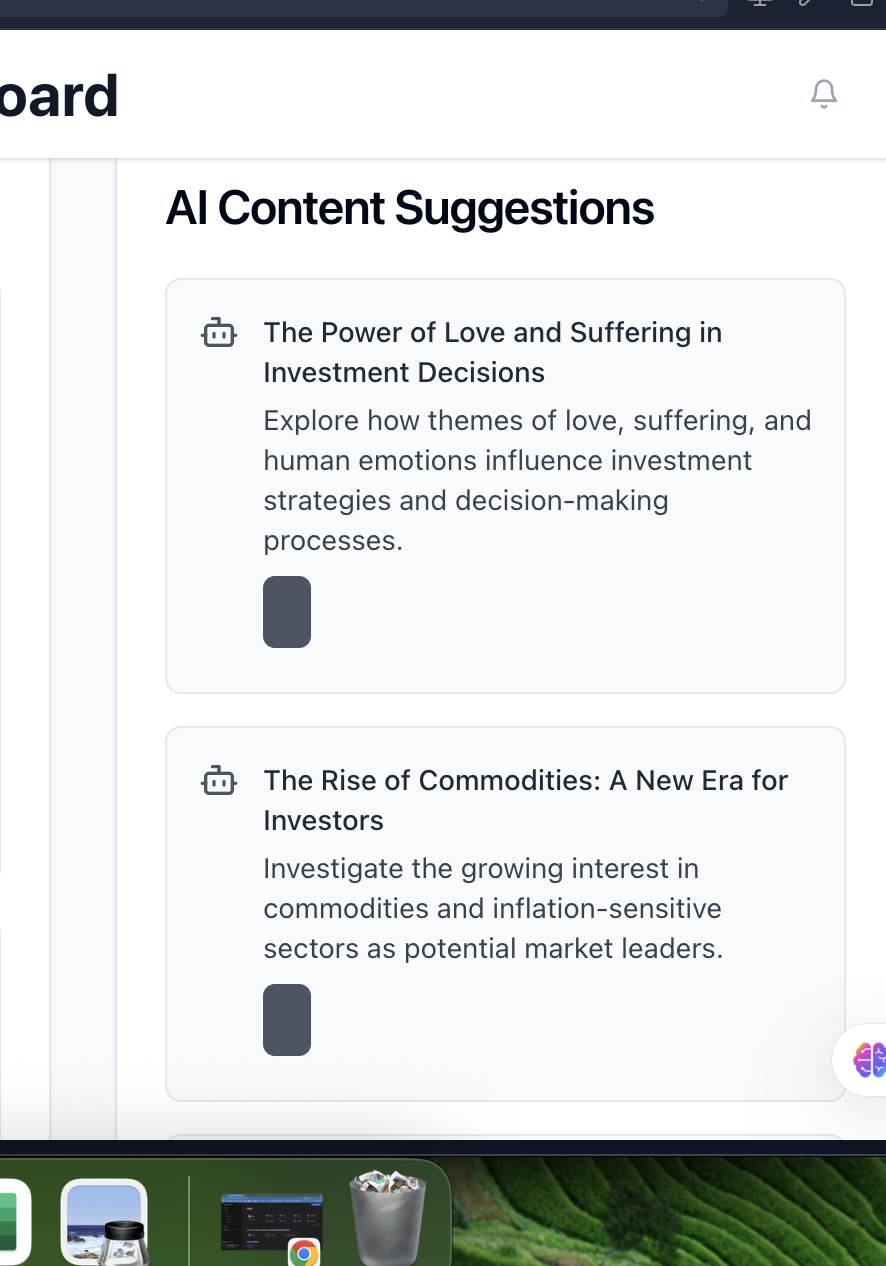 oard
AI Content Suggestions
The Power of Love and Suffering in
Investment Decisions
Explore how themes of love, suffering, and
human emotions influence investment
strategies and decision-making
processes.
The Rise of Commodities: A New Era for
Investors
Investigate the growing interest in
commodities and inflation-sensitive
sectors as potential market leaders.